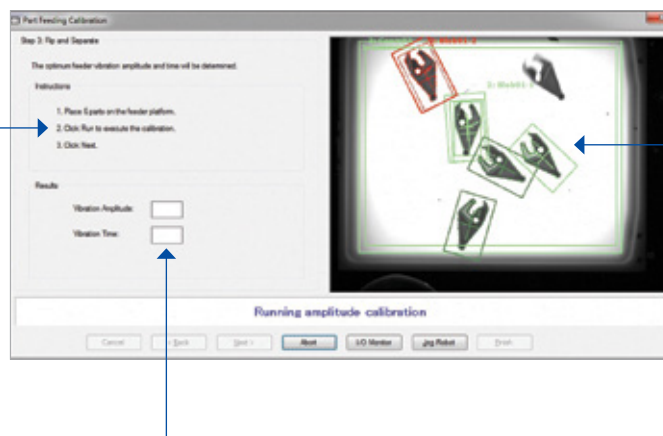 Part Feeding Calibration
Step 3: Flip and Separate
The optimum feeder vibration amplitude and time will be determined.
Instructions
1. Place 5 parts on the feeder platform.
2. Click Run to execute the calibration.
3. Click Next.
Results
Vibration Amplitude:
Vibration Time:
Running amplitude calibration
Cancel
< Back
Next >
Abort
I/O Monitor
Jog Robot
Finish